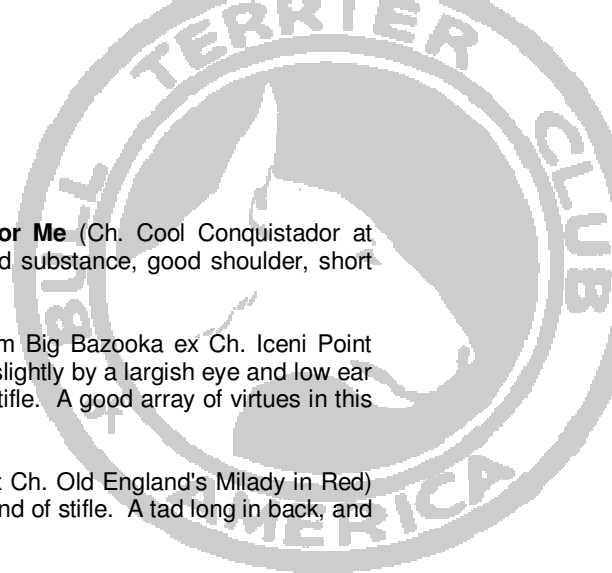 BULL TERRIER CLUB
AMERICA
or Me (Ch. Cool Conquistador at
d substance, good shoulder, short
m Big Bazooka ex Ch. Iceni Point
slightly by a largish eye and low ear
tifle. A good array of virtues in this
Ch. Old England's Milady in Red)
nd of stifle. A tad long in back, and